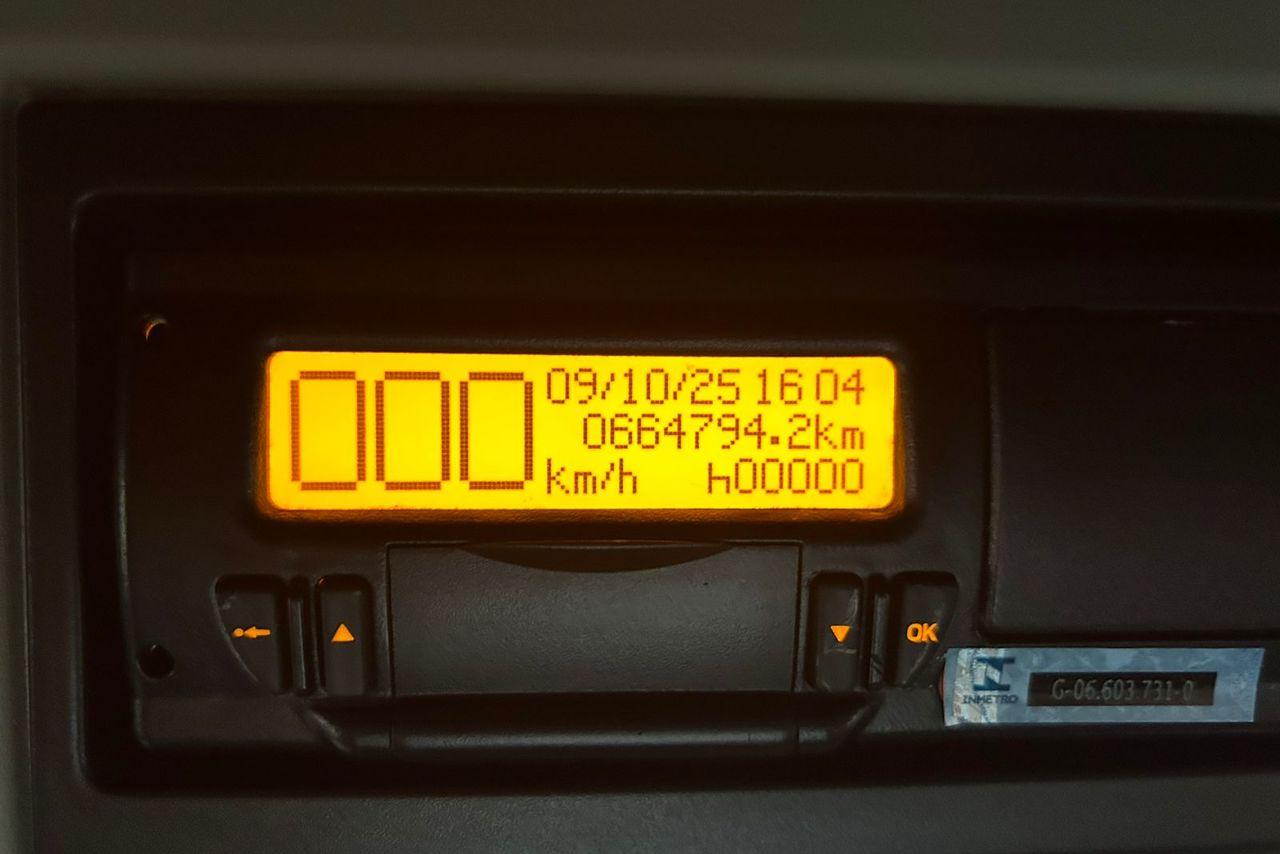 000 km/h
09/10/25 16 04
0664794.2km
h00000
OK
INMETRO
G-06.603.731-0